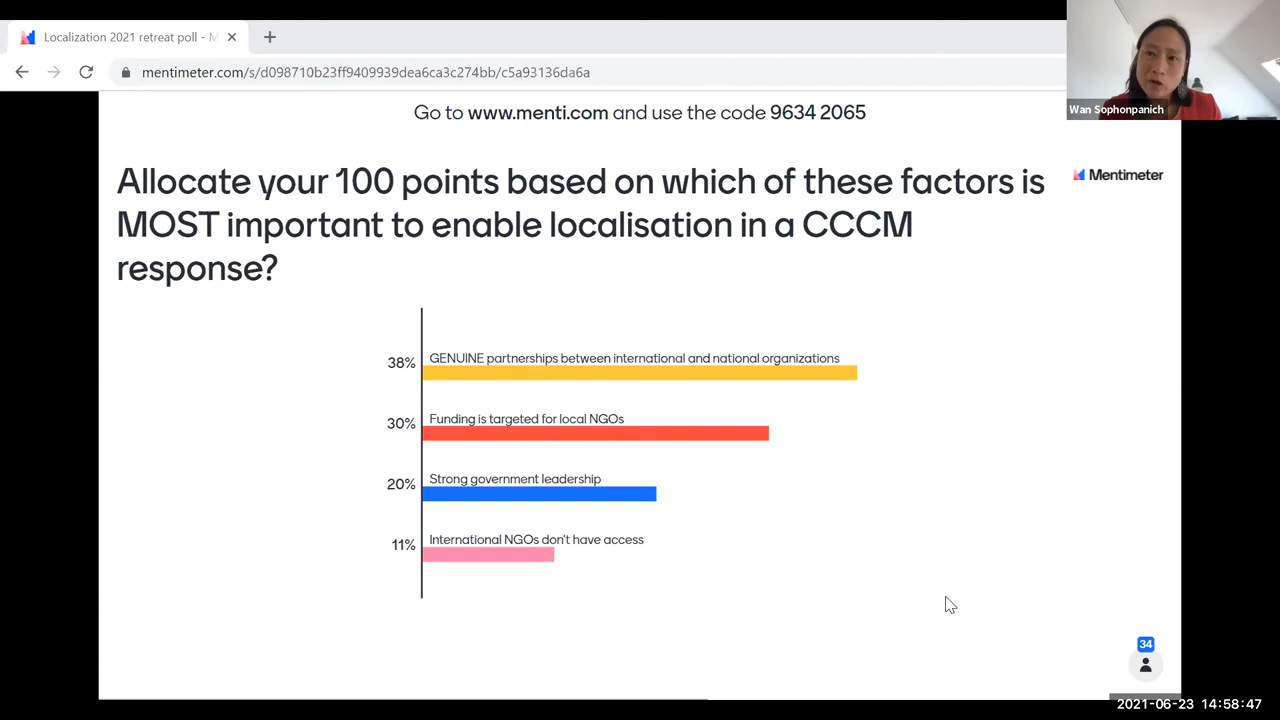 Localization 2021 retreat poll - M
mentimeter.com/s/d098710b23ff9409939dea6ca3c274bb/c5a93136da6a
Wan Sophonpanich
Go to www.menti.com and use the code 9634 2065
Allocate your 100 points based on which of these factors is
MOST important to enable localisation in a CCCM
response?
Mentimeter
38%
GENUINE partnerships between international and national organizations
30%
Funding is targeted for local NGOs
20%
Strong government leadership
11%
International NGOs don't have access
34
2021-06-23 14:58:47